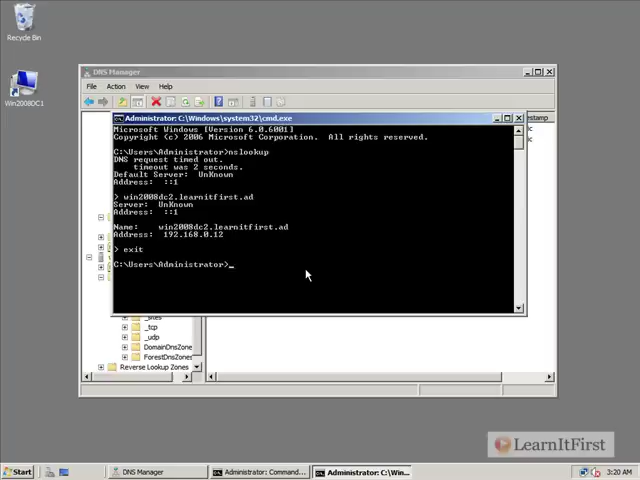 Recycle Bin
Win2008DC1
DNS Manager
File Action View Help
Administrator: C:\Windows\system32\cmd.exe
Microsoft Windows [Version 6.0.6001]
Copyright (c) 2006 Microsoft Corporation. All rights reserved.
C:\Users\Administrator>nslookup
DNS request timed out.
timeout was 2 seconds.
Default Server: UnKnown
Address: ::1
> win2008dc2.learnitfirst.ad
Server: UnKnown
Address: ::1
Name: win2008dc2.learnitfirst.ad
Address: 192.168.0.12
> exit
C:\Users\Administrator>_
_tcp
_udp
DomainDnsZone
ForestDnsZones
Reverse Lookup Zones
LearnItFirst
Start
DNS Manager
Administrator: Command...
Administrator: C:\Win...
3:20 AM